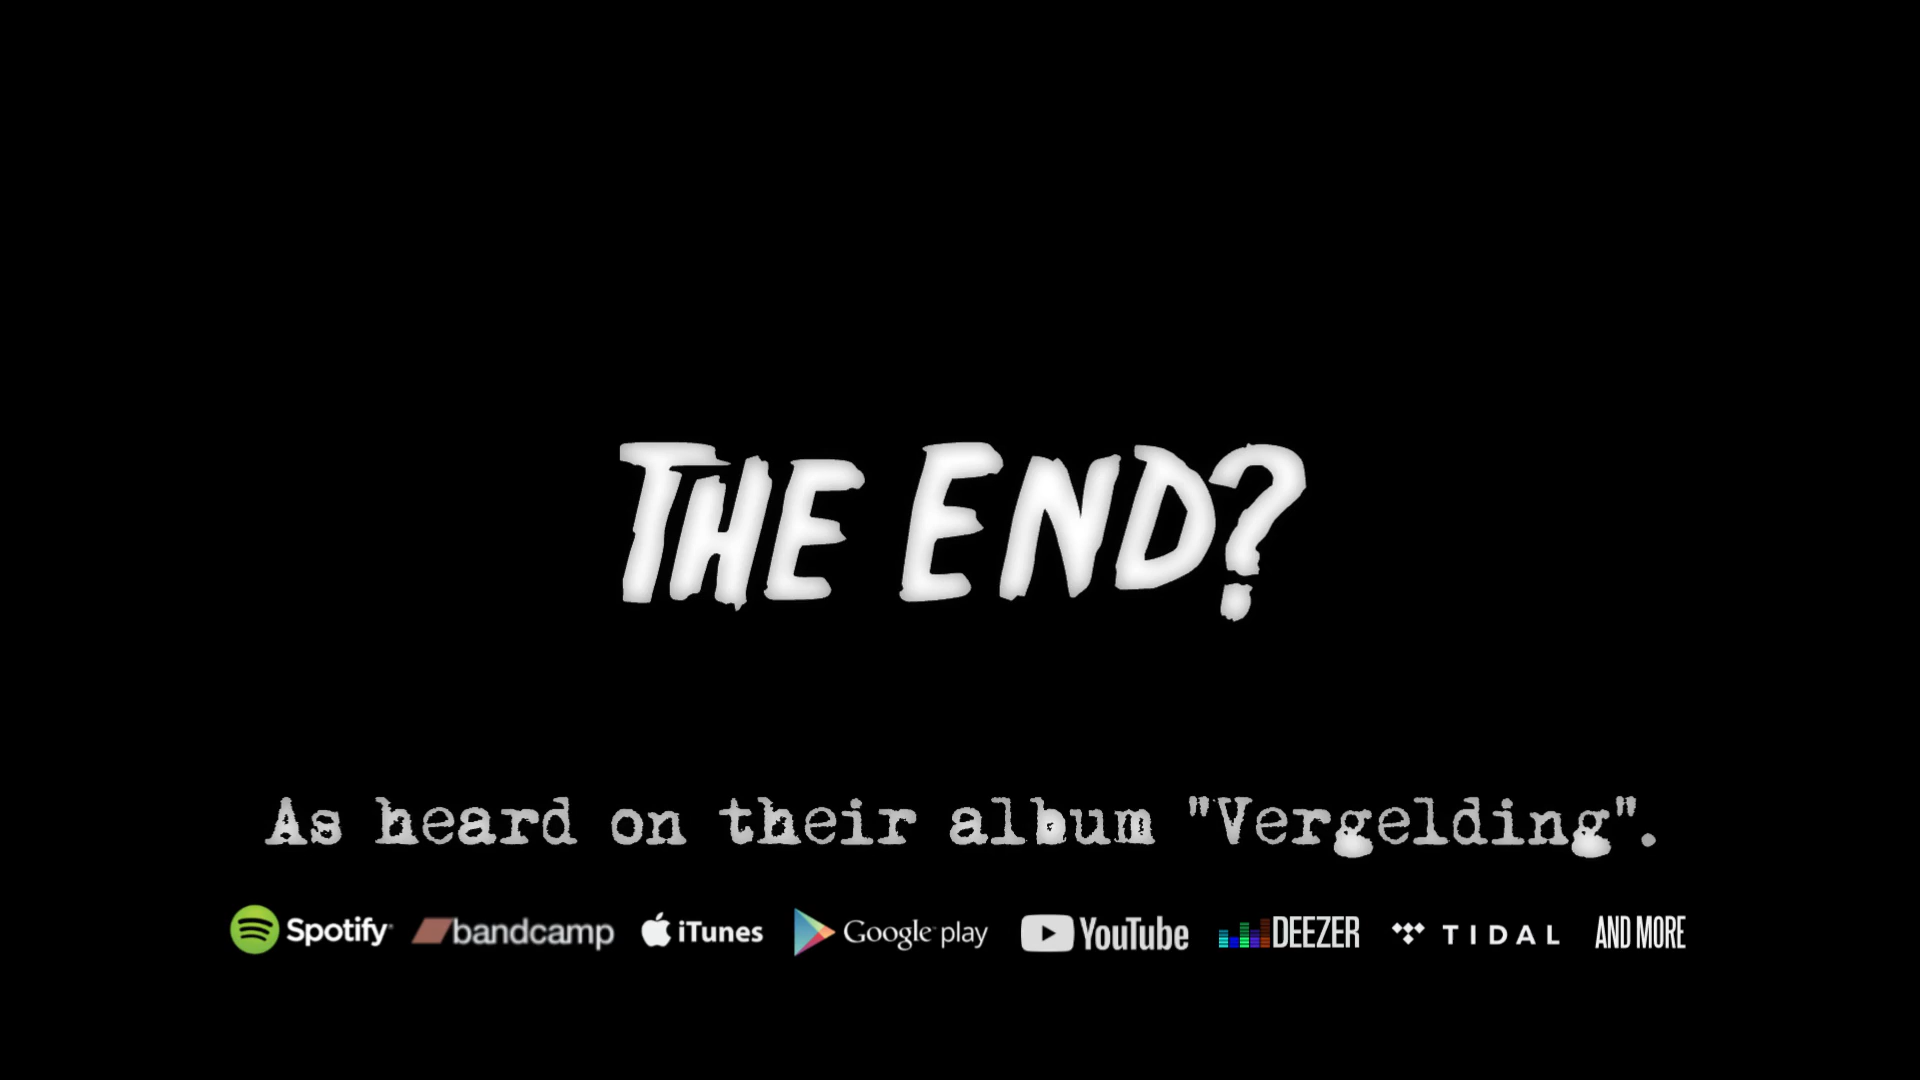 THE END?
As heard on their album "Vergelding".
Spotify bandcamp iTunes Google play YouTube DEEZER TIDAL AND MORE